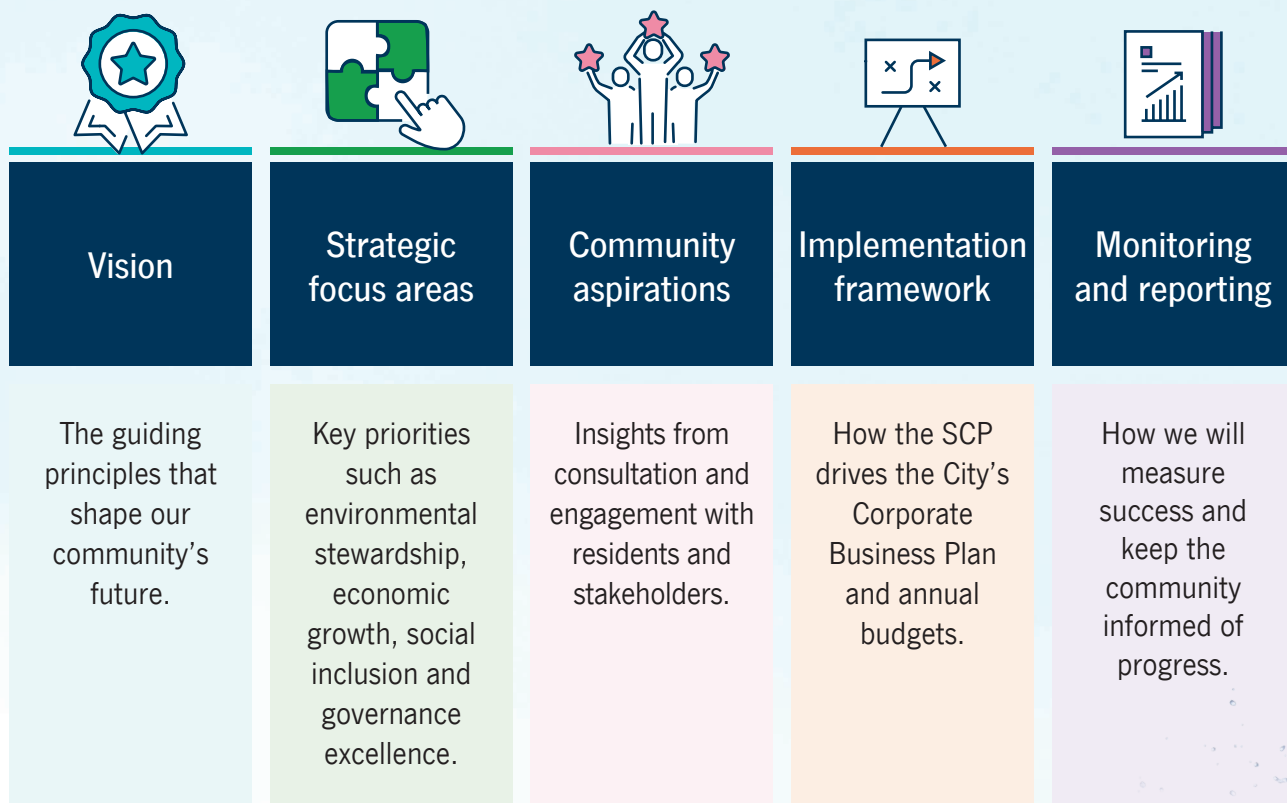 Vision
Strategic
focus areas
Community
aspirations
Implementation
framework
Monitoring
and reporting
The guiding
principles that
shape our
community’s
future.
Key priorities
such as
environmental
stewardship,
economic
growth, social
inclusion and
governance
excellence.
Insights from
consultation and
engagement with
residents and
stakeholders.
How the SCP
drives the City’s
Corporate
Business Plan
and annual
budgets.
How we will
measure
success and
keep the
community
informed of
progress.